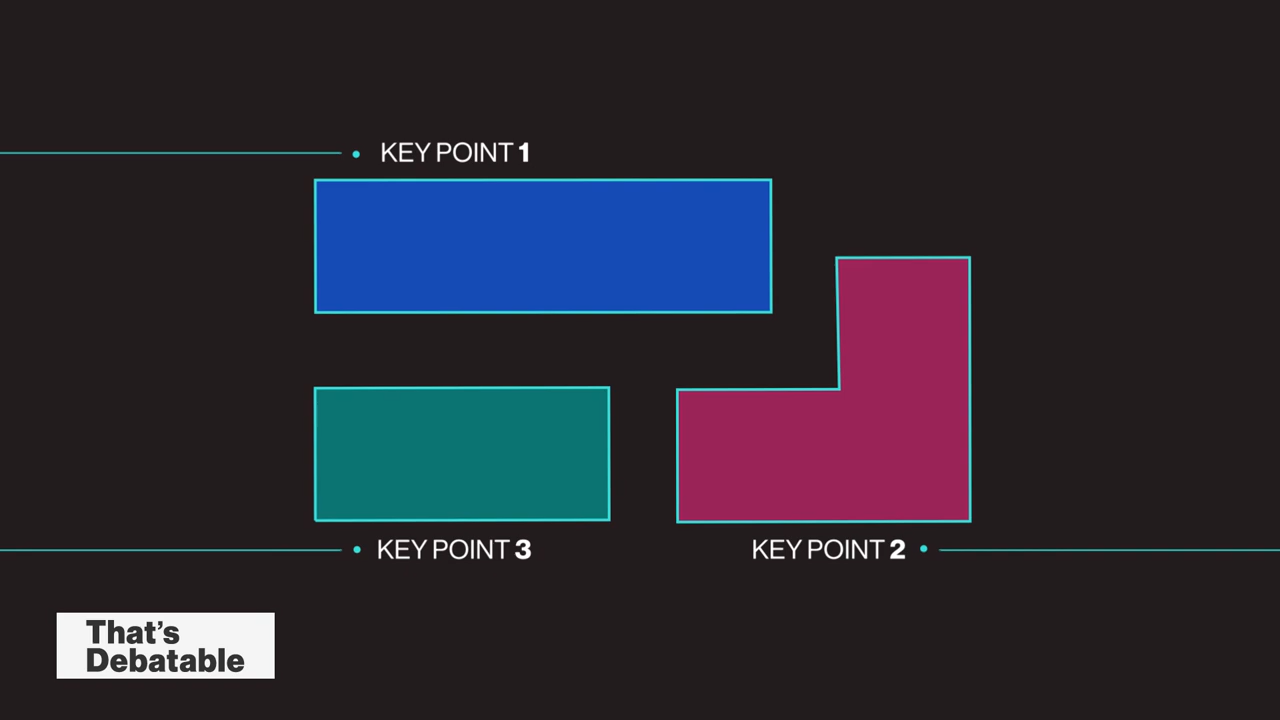 KEY POINT 1
KEY POINT 3
KEY POINT 2
That's
Debatable